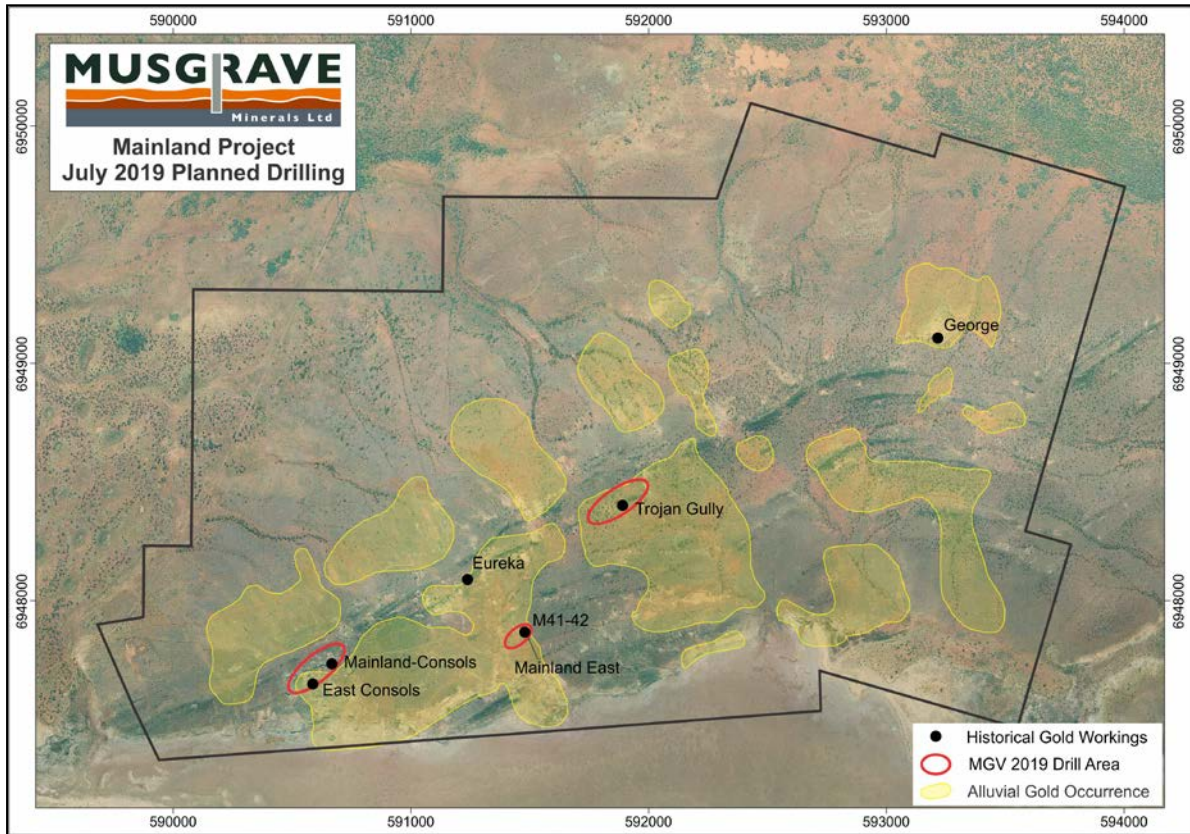 590000 591000 592000 593000 594000
MUSGRAVE
Minerals Ltd
Mainland Project
July 2019 Planned Drilling
6950000 6950000
George
6949000 6949000
Trojan Gully
Eureka
6948000 6948000
M41-42
Mainland-Consols
Mainland East
East Consols
Historical Gold Workings
MGV 2019 Drill Area
Alluvial Gold Occurrence
590000 591000 592000 593000 594000